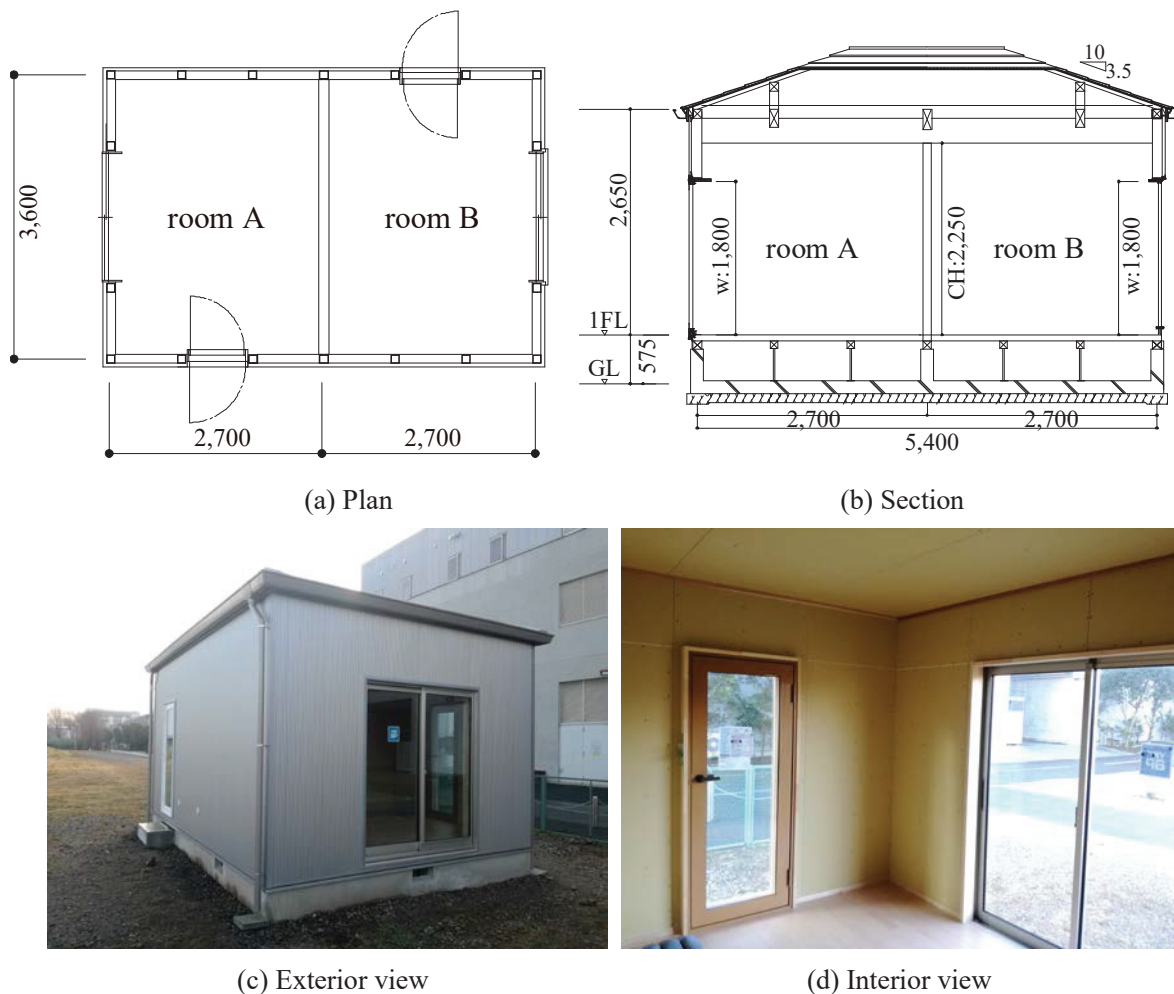 room A
room B
3,600
2,700
2,700
(a) Plan
10
3.5
2,650
w:1,800
room A
CH:2,250
room B
w:1,800
1FL
575
GL
2,700
2,700
5,400
(b) Section
(c) Exterior view
(d) Interior view